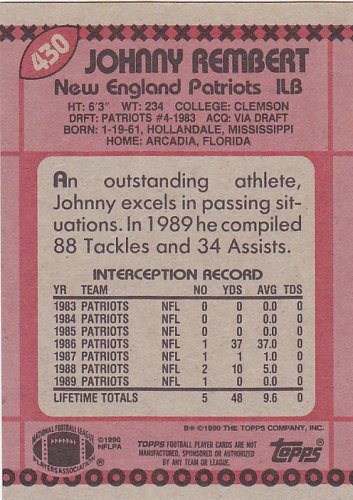 430
JOHNNY REMBERT
NEW ENGLAND PATRIOTS ILB
HT: 6'3" WT: 234 COLLEGE: CLEMSON
DRFT: PATRIOTS #4-1983 ACQ: VIA DRAFT
BORN: 1-19-61, HOLLANDALE, MISSISSIPPI
HOME: ARCADIA, FLORIDA
An outstanding athlete,
Johnny excels in passing sit-
uations. In 1989 he compiled
88 Tackles and 34 Assists.
INTERCEPTION RECORD
YR TEAM NO YDS AVG TDS
1983 PATRIOTS NFL 0 0 0 0
1984 PATRIOTS NFL 0 0 0 0
1985 PATRIOTS NFL 0 0 0 0
1986 PATRIOTS NFL 1 37 37.0 0
1987 PATRIOTS NFL 1 1 1.0 0
1988 PATRIOTS NFL 2 10 5.0 0
1989 PATRIOTS NFL 1 0 0 0
LIFETIME TOTALS 5 48 9.6 0
B* ©1990 THE TOPPS COMPANY, INC.
NATIONAL FOOTBALL LEAGUE
PLAYERS ASSOCIATION
©1990
NFLPA
TOPPS FOOTBALL PLAYER CARDS ARE NOT
MANUFACTURED, SPONSORED OR AUTHORIZED
BY ANY TEAM OR LEAGUE.
topps